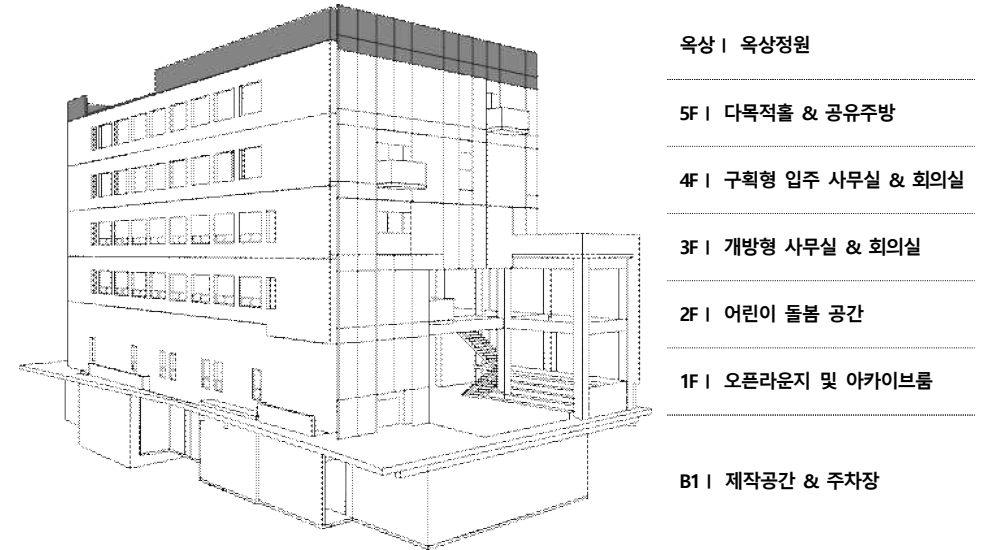 옥상 | 옥상정원
5F | 다목적홀 & 공유주방
4F | 구획형 입주 사무실 & 회의실
3F | 개방형 사무실 & 회의실
2F | 어린이 돌봄 공간
1F | 오픈라운지 및 아카이브룸
B1 | 제작공간 & 주차장